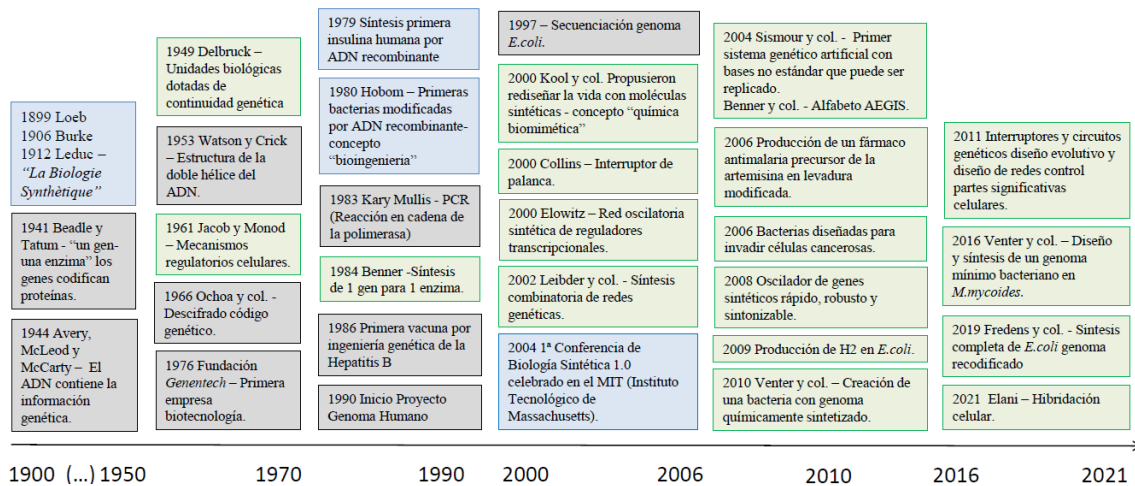 1899 Loeb
1906 Burke
1912 Leduc –
“La Biologie
Synthètique”
1941 Beadle y
Tatum - “un gen-
una enzima” los
genes codifican
proteínas.
1944 Avery,
McLeod y
McCarty – El
ADN contiene la
información
genética.
1949 Delbruck –
Unidades biológicas
dotadas de
continuidad genética
1953 Watson y Crick
– Estructura de la
doble hélice del
ADN.
1961 Jacob y Monod
– Mecanismos
regulatorios celulares.
1966 Ochoa y col. -
Descifrado código
genético.
1976 Fundación
Genentech – Primera
empresa
biotecnología.
1979 Síntesis primera
insulina humana por
ADN recombinante
1980 Hobom – Primeras
bacterias modificadas
por ADN recombinante-
concepto
“bioingenieria”
1983 Kary Mullis - PCR
(Reacción en cadena de
la polimerasa)
1984 Benner -Síntesis
de 1 gen para 1 enzima.
1986 Primera vacuna por
ingeniería genética de la
Hepatitis B
1990 Inicio Proyecto
Genoma Humano
1997 – Secuenciación genoma
E.coli.
2000 Kool y col. Propusieron
rediseñar la vida con moléculas
sintéticas - concepto “química
biomimética”
2000 Collins – Interruptor de
palanca.
2000 Elowitz – Red oscilatoria
sintética de reguladores
transcripcionales.
2002 Leibder y col. - Síntesis
combinatoria de redes
genéticas.
2004 1ª Conferencia de
Biología Sintética 1.0
celebrado en el MIT (Instituto
Tecnológico de
Massachusetts).
2004 Sismour y col. - Primer
sistema genético artificial con
bases no estándar que puede ser
replicado.
Benner y col. - Alfabeto AEGIS.
2006 Producción de un fármaco
antimalaria precursor de la
artemisina en levadura
modificada.
2006 Bacterias diseñadas para
invadir células cancerosas.
2008 Oscilador de genes
sintéticos rápido, robusto y
sintonizable.
2009 Producción de H2 en E.coli.
2010 Venter y col. – Creación de
una bacteria con genoma
químicamente sintetizado.
2011 Interruptores y circuitos
genéticos diseño evolutivo y
diseño de redes control
partes significativas
celulares.
2016 Venter y col. – Diseño
y síntesis de un genoma
mínimo bacteriano en
M.mycoides.
2019 Fredens y col. - Sintesis
completa de E.coli genoma
recodificado
2021 Elani – Hibridación
celular.
1900 (...) 1950 1970 1990 2000 2006 2010 2016 2021